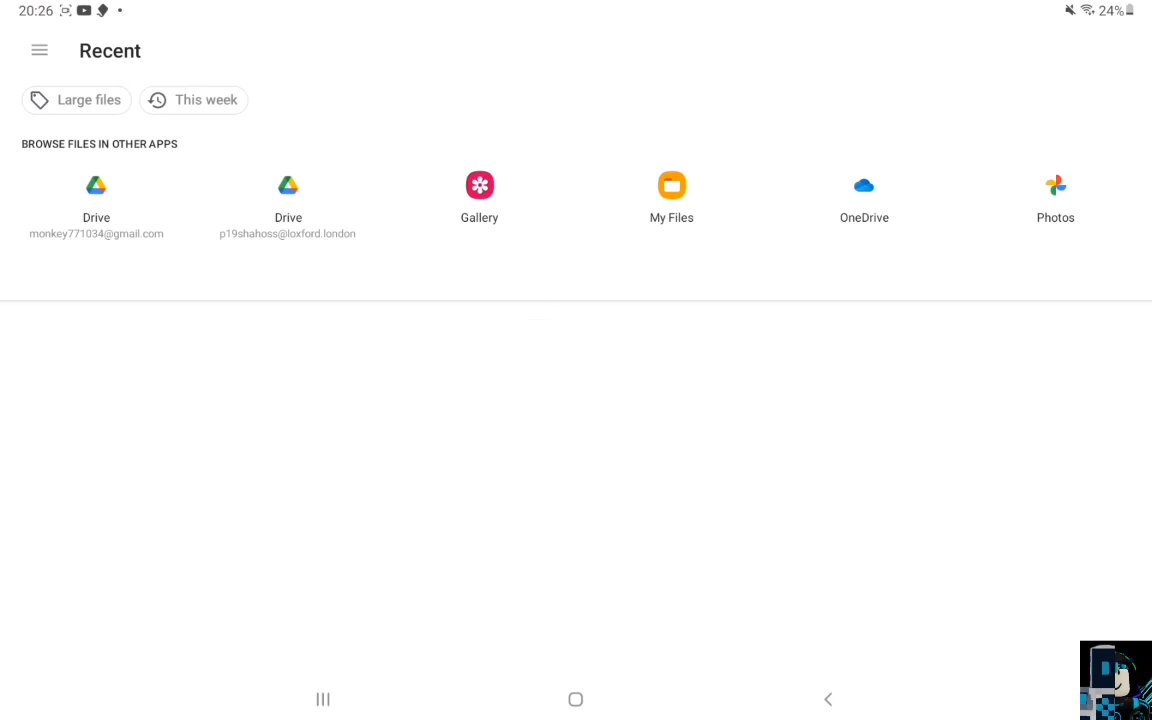 20:26
24%
Recent
Large files
This week
BROWSE FILES IN OTHER APPS
Drive
monkey771034@gmail.com
Drive
p19shahoss@loxford.london
Gallery
My Files
OneDrive
Photos